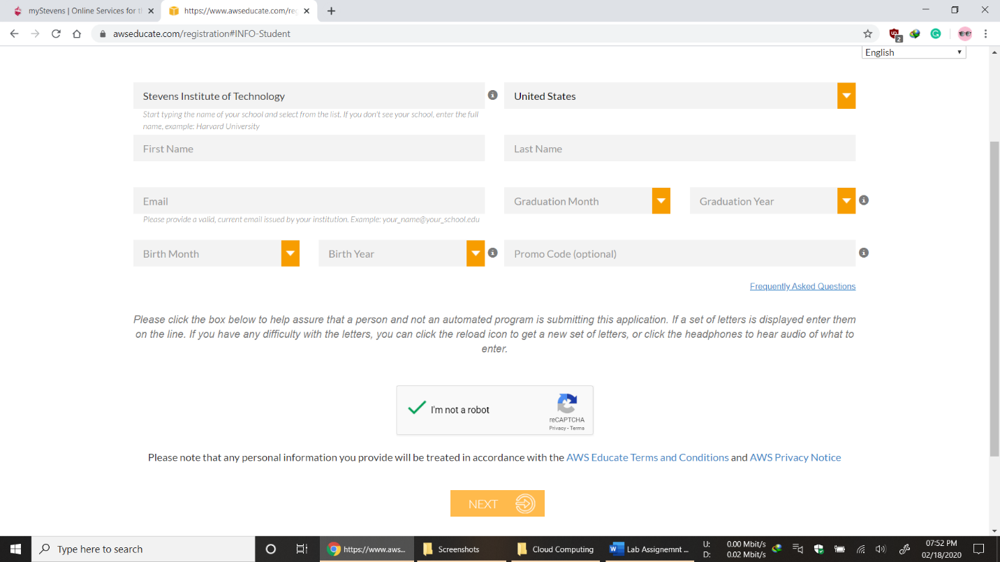 myStevens | Online Services for t
https://www.awseducate.com/reg
awseducate.com/registration#INFO-Student
2
English
Stevens Institute of Technology
United States
Start typing the name of your school and select from the list. If you don't see your school, enter the full
name, example: Harvard University
First Name
Last Name
Email
Graduation Month
Graduation Year
Please provide a valid, current email issued by your institution. Example: your_name@your_school.edu
Birth Month
Birth Year
Promo Code (optional)
Frequently Asked Questions
Please click the box below to help assure that a person and not an automated program is submitting this application. If a set of letters is displayed enter them
on the line. If you have any difficulty with the letters, you can click the reload icon to get a new set of letters, or click the headphones to hear audio of what to
enter.
I'm not a robot
reCAPTCHA
Privacy - Terms
Please note that any personal information you provide will be treated in accordance with the AWS Educate Terms and Conditions and AWS Privacy Notice
NEXT
Type here to search
https://www.aws...
Screenshots
Cloud Computing
Lab Assignemnt ...
U: 0.00 Mbit/s
D: 0.02 Mbit/s
07:52 PM
02/18/2020